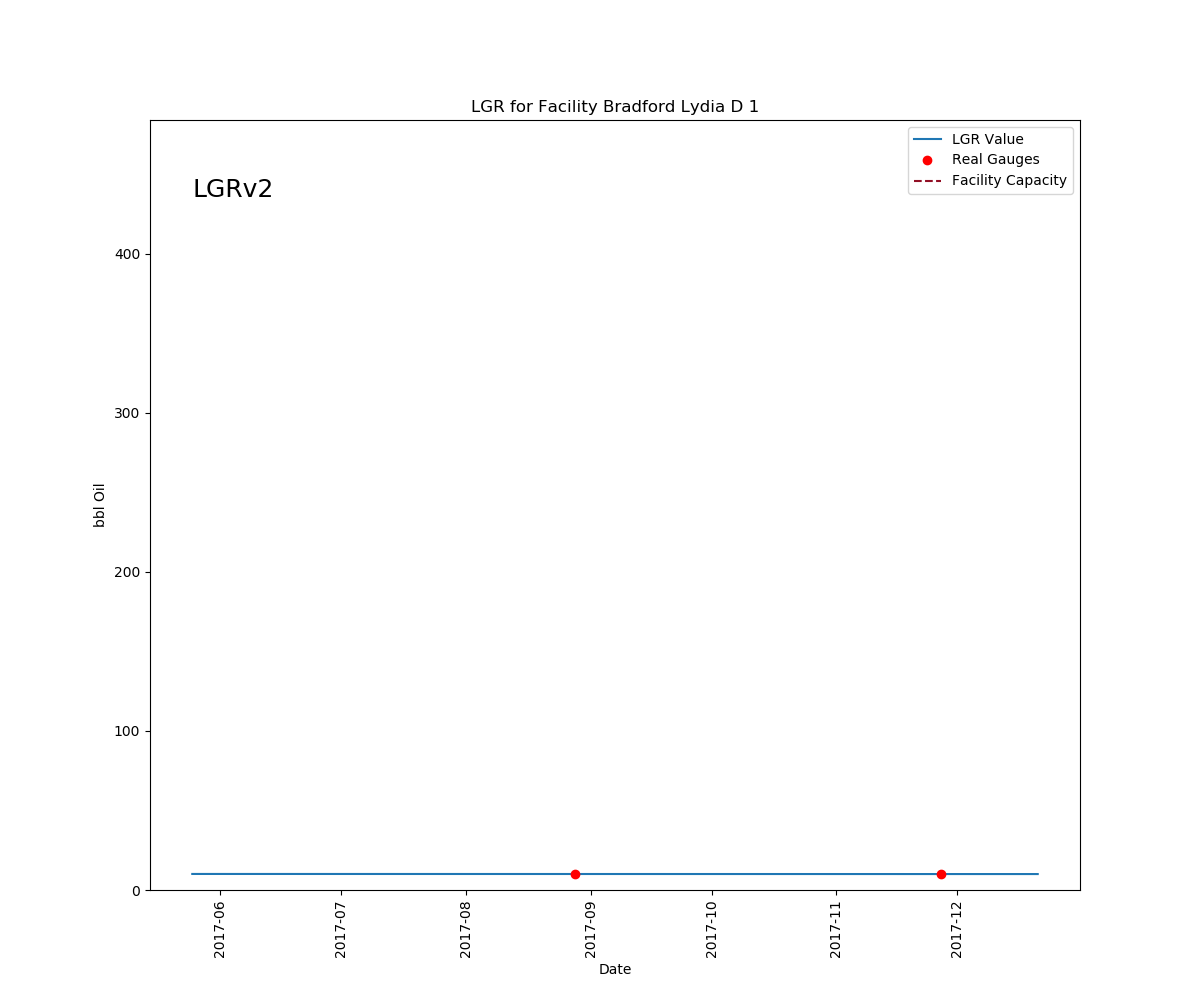 LGR for Facility Bradford Lydia D 1
LGR Value
Real Gauges
Facility Capacity
LGRv2
400
300
200
100
0
bbl Oil
2017-06
2017-07
2017-08
2017-09
2017-10
2017-11
2017-12
Date